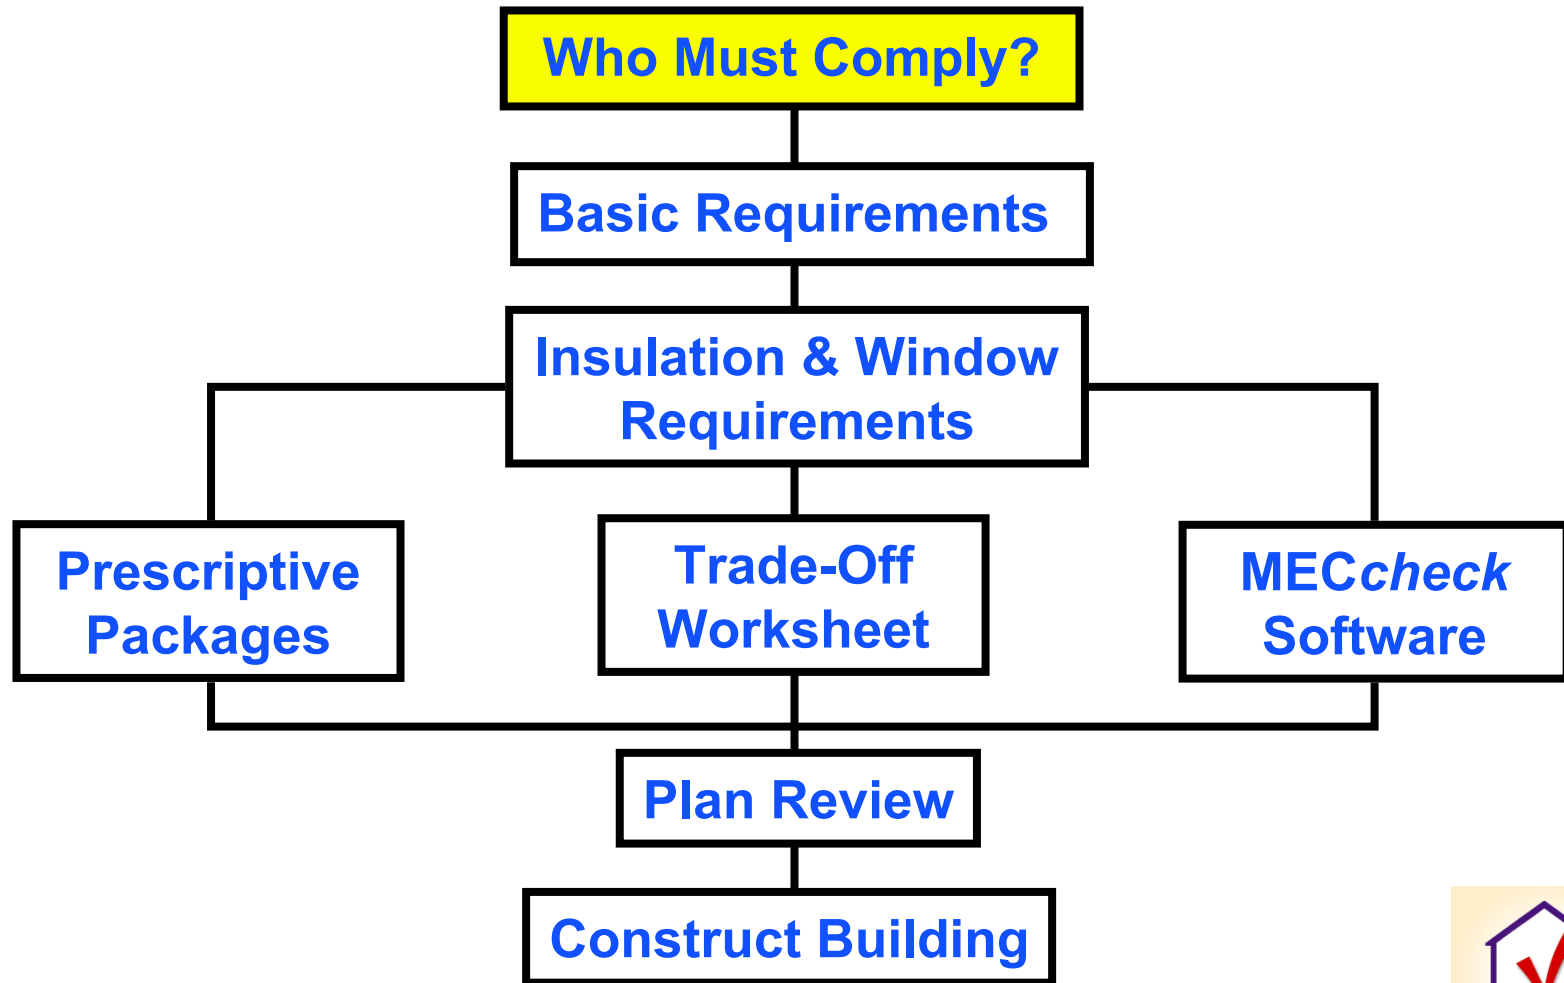 Who Must Comply?
Basic Requirements
Insulation & Window
Requirements
Prescriptive
Packages
Trade-Off
Worksheet
MECcheck
Software
Plan Review
Construct Building